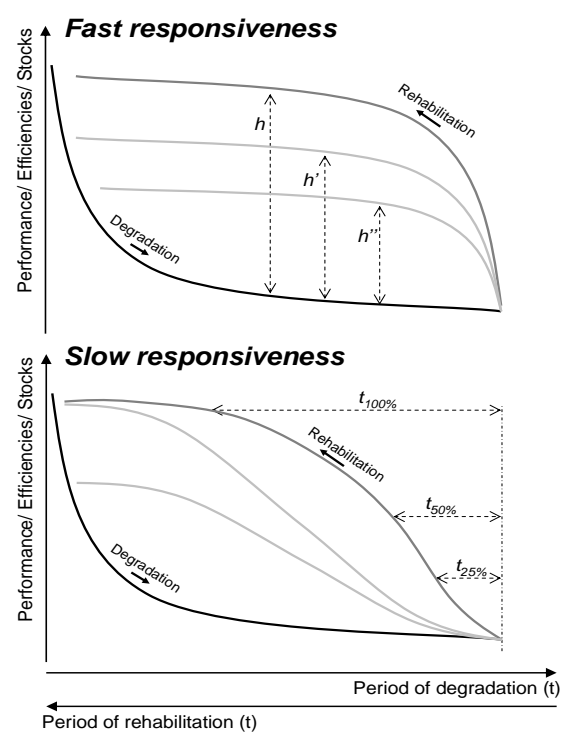 Fast responsiveness
Performance/ Efficiencies/ Stocks
Rehabilitation
h
h'
h''
Degradation
Slow responsiveness
Performance/ Efficiencies/ Stocks
t100%
Rehabilitation
t50%
t25%
Degradation
Period of degradation (t)
Period of rehabilitation (t)